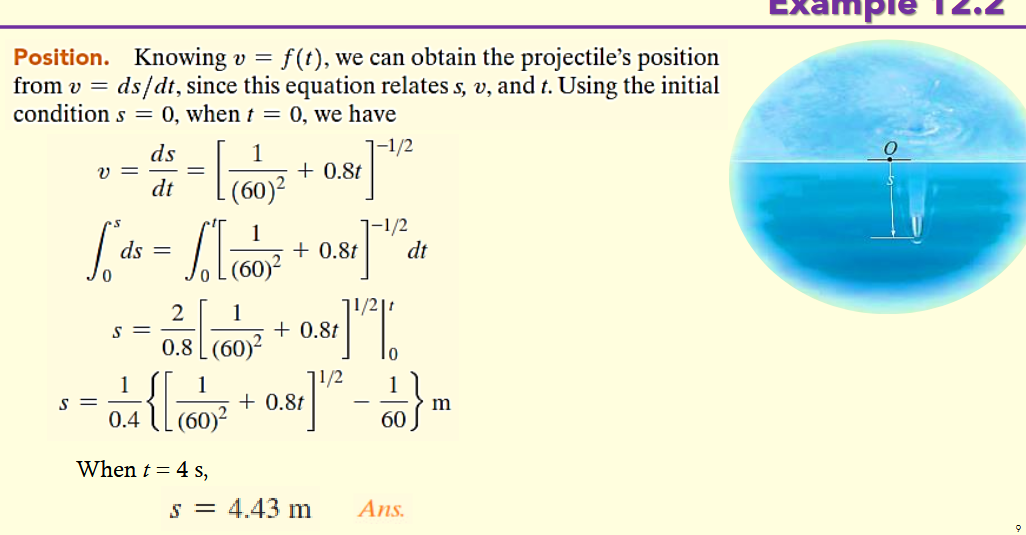 Example 12.2
Position. Knowing v = f(t), we can obtain the projectile's position
from v = ds/dt, since this equation relates s, v, and t. Using the initial
condition s = 0, when t = 0, we have
v = ds/dt = [1/(60)² + 0.8t]^(-1/2)
∫₀ˢ ds = ∫₀ᵗ [1/(60)² + 0.8t]^(-1/2) dt
s = 2/0.8 [1/(60)² + 0.8t]^(1/2) |₀ᵗ
s = 1/0.4 {[1/(60)² + 0.8t]^(1/2) − 1/60} m
When t = 4 s,
s = 4.43 m Ans.
O
s
9